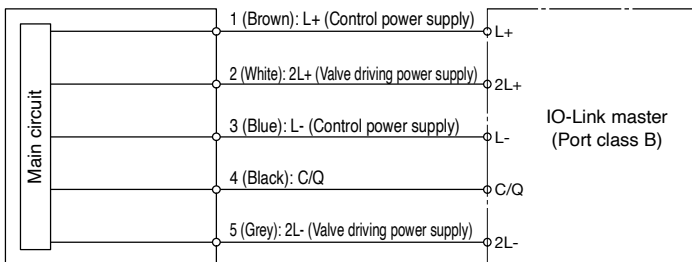 Main circuit
1 (Brown): L+ (Control power supply)
L+
2 (White): 2L+ (Valve driving power supply)
2L+
3 (Blue): L- (Control power supply)
L-
4 (Black): C/Q
C/Q
5 (Grey): 2L- (Valve driving power supply)
2L-
IO-Link master
(Port class B)